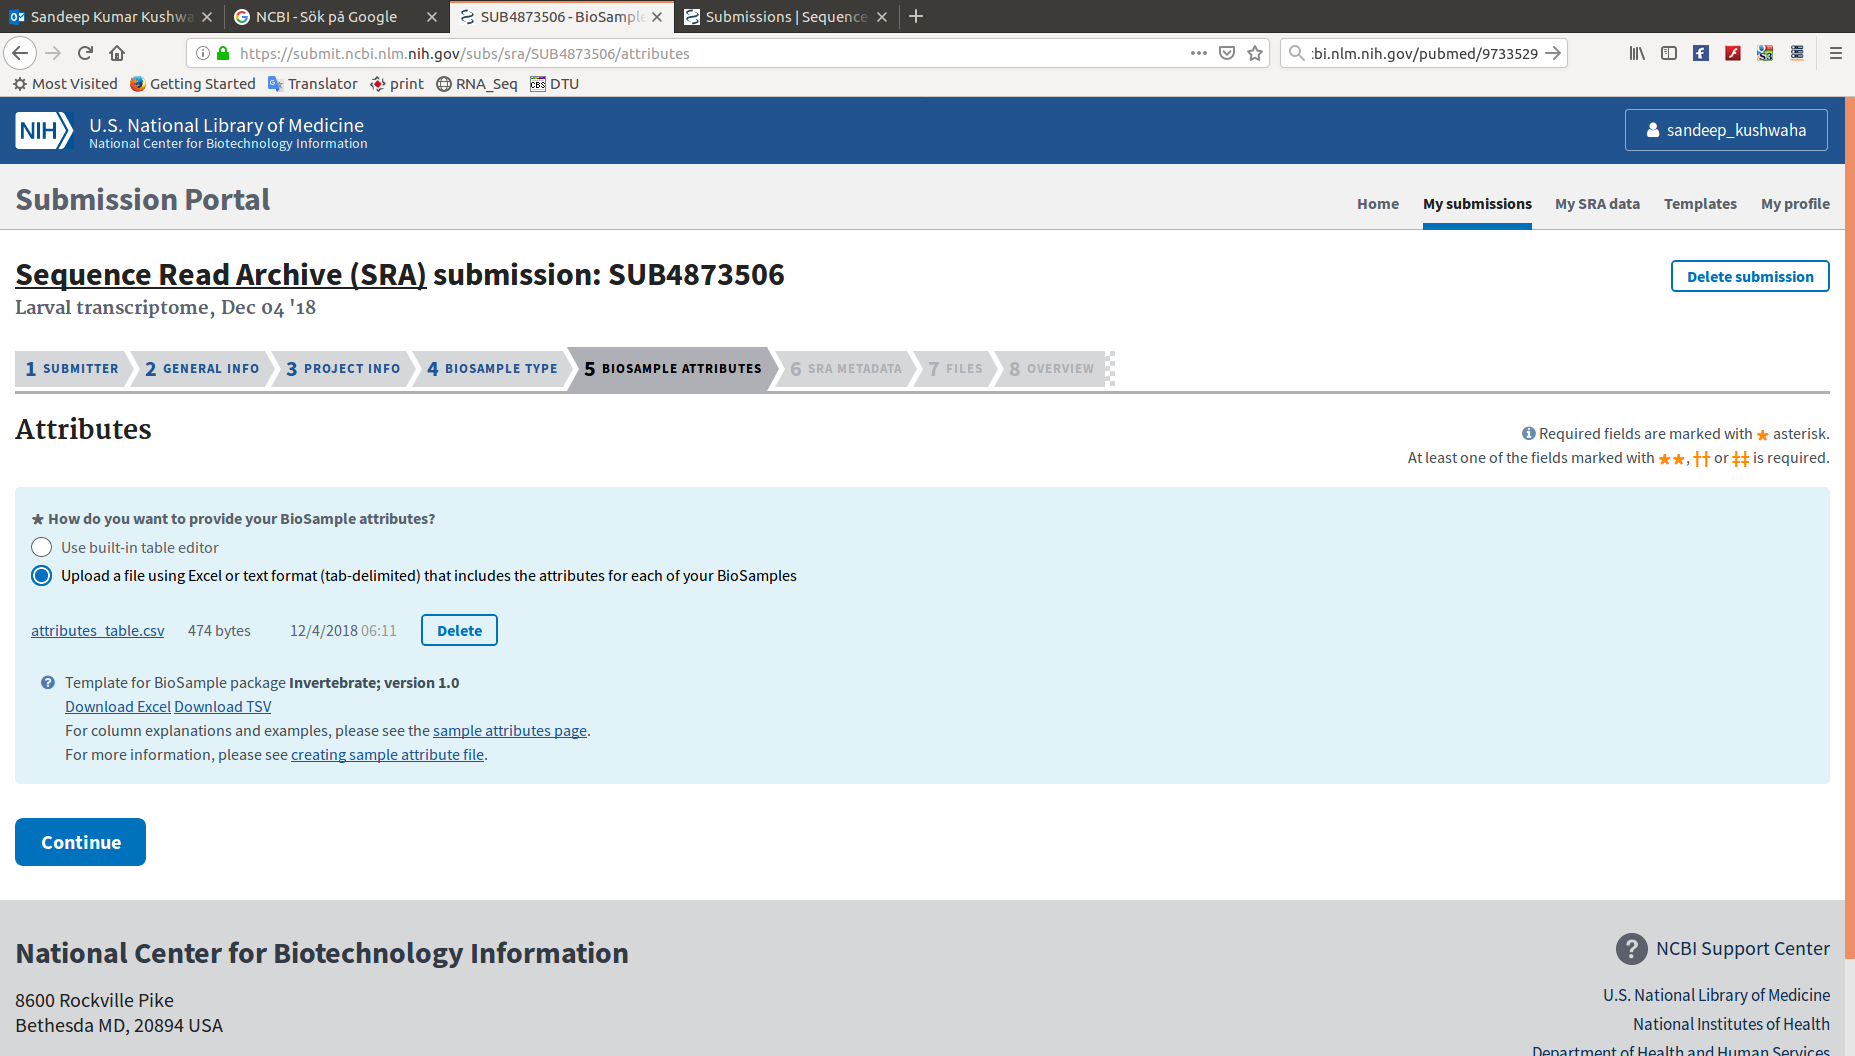 Sandeep Kumar Kushwa
NCBI - Sök på Google
SUB4873506 - BioSample
Submissions | Sequence
https://submit.ncbi.nlm.nih.gov/subs/sra/SUB4873506/attributes
:bi.nlm.nih.gov/pubmed/9733529
Most Visited
Getting Started
Translator
print
RNA_Seq
CBS
DTU
NIH
U.S. National Library of Medicine
National Center for Biotechnology Information
sandeep_kushwaha
Submission Portal
Home
My submissions
My SRA data
Templates
My profile
Sequence Read Archive (SRA) submission: SUB4873506
Delete submission
Larval transcriptome, Dec 04 '18
1 SUBMITTER
2 GENERAL INFO
3 PROJECT INFO
4 BIOSAMPLE TYPE
5 BIOSAMPLE ATTRIBUTES
6 SRA METADATA
7 FILES
8 OVERVIEW
Attributes
Required fields are marked with ★ asterisk.
At least one of the fields marked with ★★, †† or ‡‡ is required.
★ How do you want to provide your BioSample attributes?
Use built-in table editor
Upload a file using Excel or text format (tab-delimited) that includes the attributes for each of your BioSamples
attributes_table.csv 474 bytes 12/4/2018 06:11 Delete
Template for BioSample package Invertebrate; version 1.0
Download Excel Download TSV
For column explanations and examples, please see the sample attributes page.
For more information, please see creating sample attribute file.
Continue
National Center for Biotechnology Information
8600 Rockville Pike
Bethesda MD, 20894 USA
? NCBI Support Center
U.S. National Library of Medicine
National Institutes of Health
Department of Health and Human Services